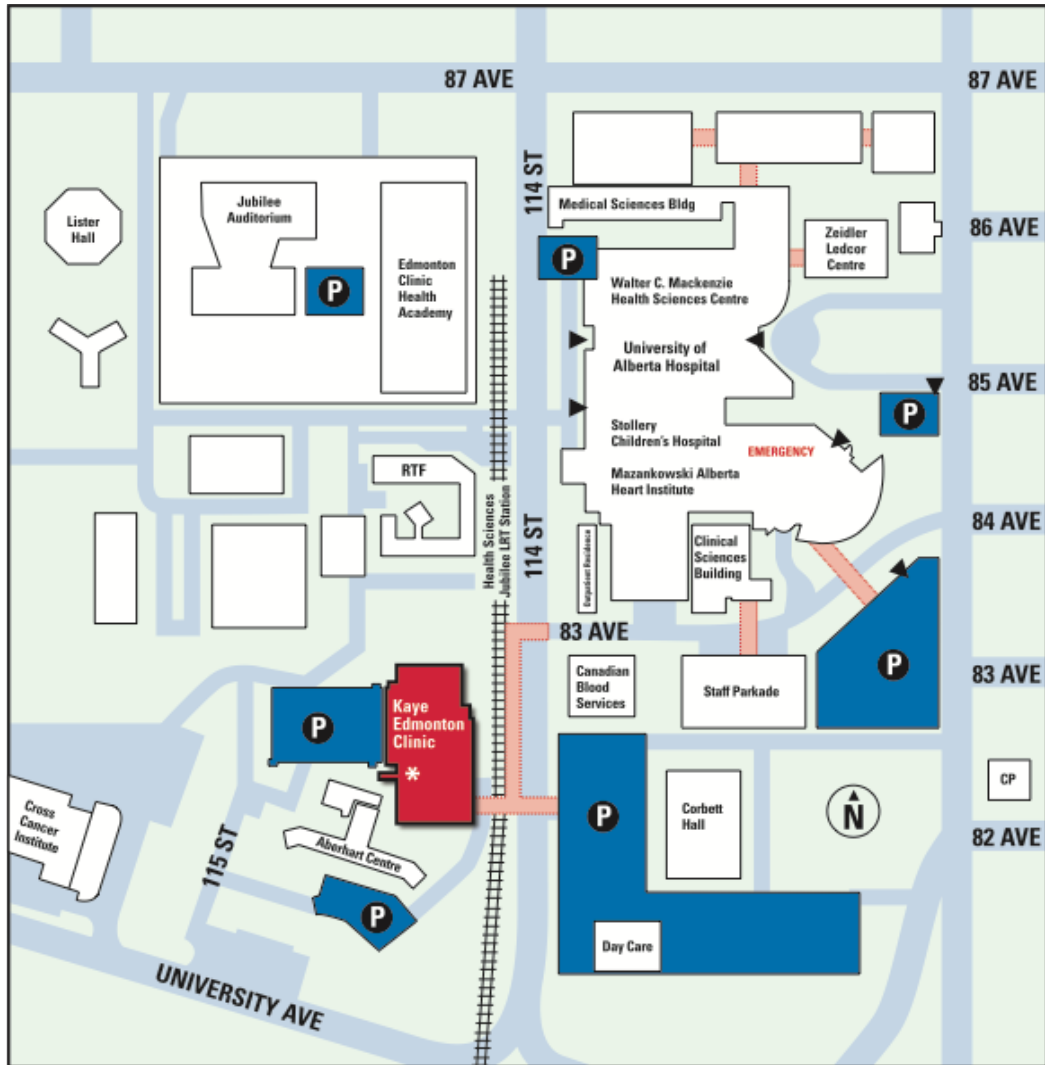 87 AVE
87 AVE
114 ST
Medical Sciences Bldg
Lister
Hall
Jubilee
Auditorium
P
Edmonton
Clinic
Health
Academy
P
Zeidler
Ledcor
Centre
86 AVE
Walter C. Mackenzie
Health Sciences Centre
University of
Alberta Hospital
85 AVE
P
Stollery
Children's Hospital
EMERGENCY
Mazankowski Alberta
Heart Institute
RTF
Health Sciences
Jubilee LRT Station
114 ST
Outpatient Residence
Clinical
Sciences
Building
84 AVE
83 AVE
P
83 AVE
Canadian
Blood
Services
Staff Parkade
P
Kaye
Edmonton
Clinic
*
CP
P
Corbett
Hall
N
82 AVE
Cross
Cancer
Institute
115 ST
Aberhart Centre
P
Day Care
UNIVERSITY AVE